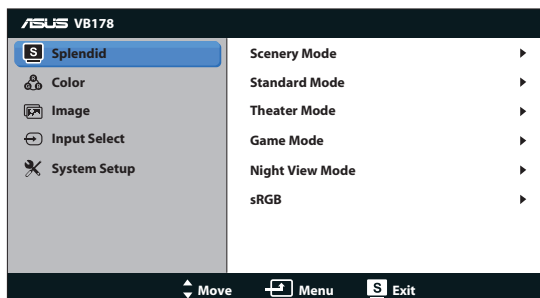 ASUS VB178
S Splendid
Color
Image
Input Select
System Setup
Scenery Mode
Standard Mode
Theater Mode
Game Mode
Night View Mode
sRGB
Move Menu S Exit